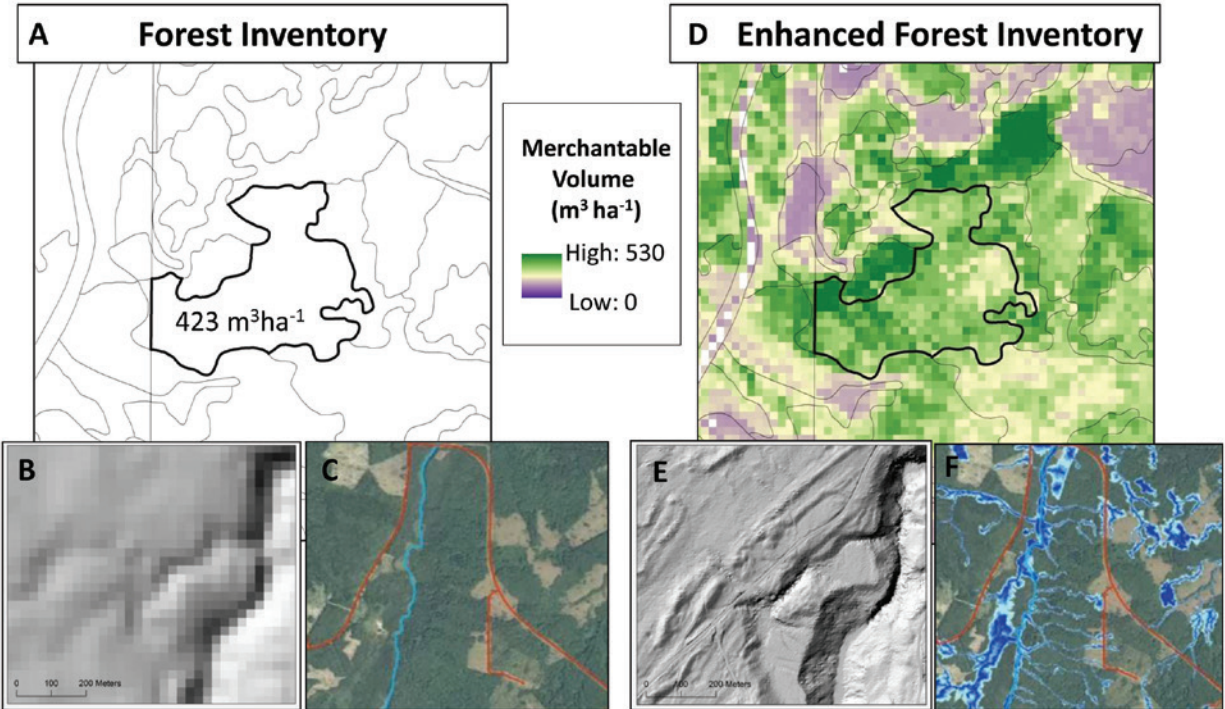 A Forest Inventory
D Enhanced Forest Inventory
Merchantable
Volume
(m³ ha⁻¹)
High: 530
Low: 0
423 m³ha⁻¹
B
C
E
F
0 100 200 Meters
0 100 200 Meters